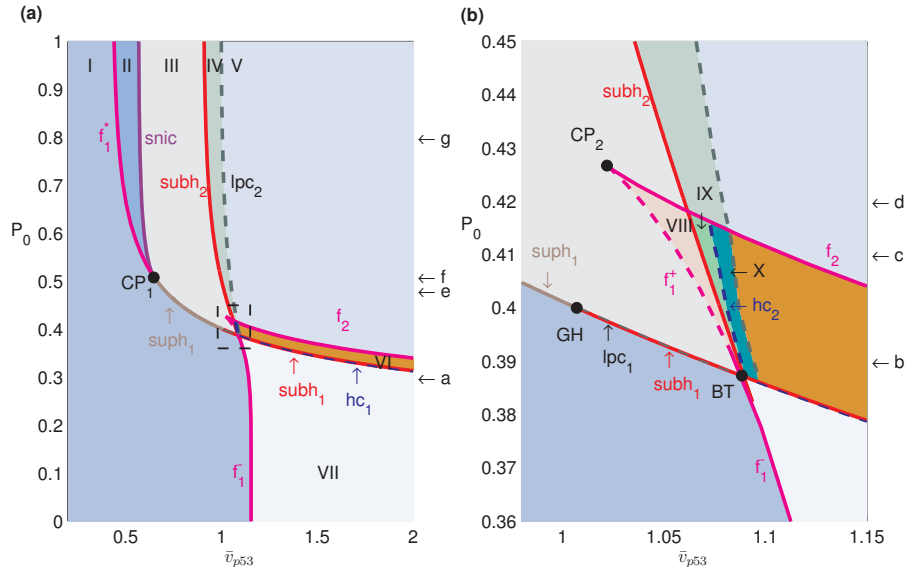 (a)
(b)
1
0.9
0.8
0.7
0.6
0.5
0.4
0.3
0.2
0.1
0
P0
I
II
III
IV
V
f1*
snic
subh2
lpc2
CP1
suph1
f2
VI
subh1
hc1
f1-
VII
← g
← f
← e
← a
0.5
1
1.5
2
v̄p53
0.45
0.44
0.43
0.42
0.41
0.4
0.39
0.38
0.37
0.36
P0
subh2
CP2
IX
VIII
f2
← X
suph1
f1+
← hc2
GH
lpc1
subh1
BT
f1-
← d
← c
← b
1
1.05
1.1
1.15
v̄p53